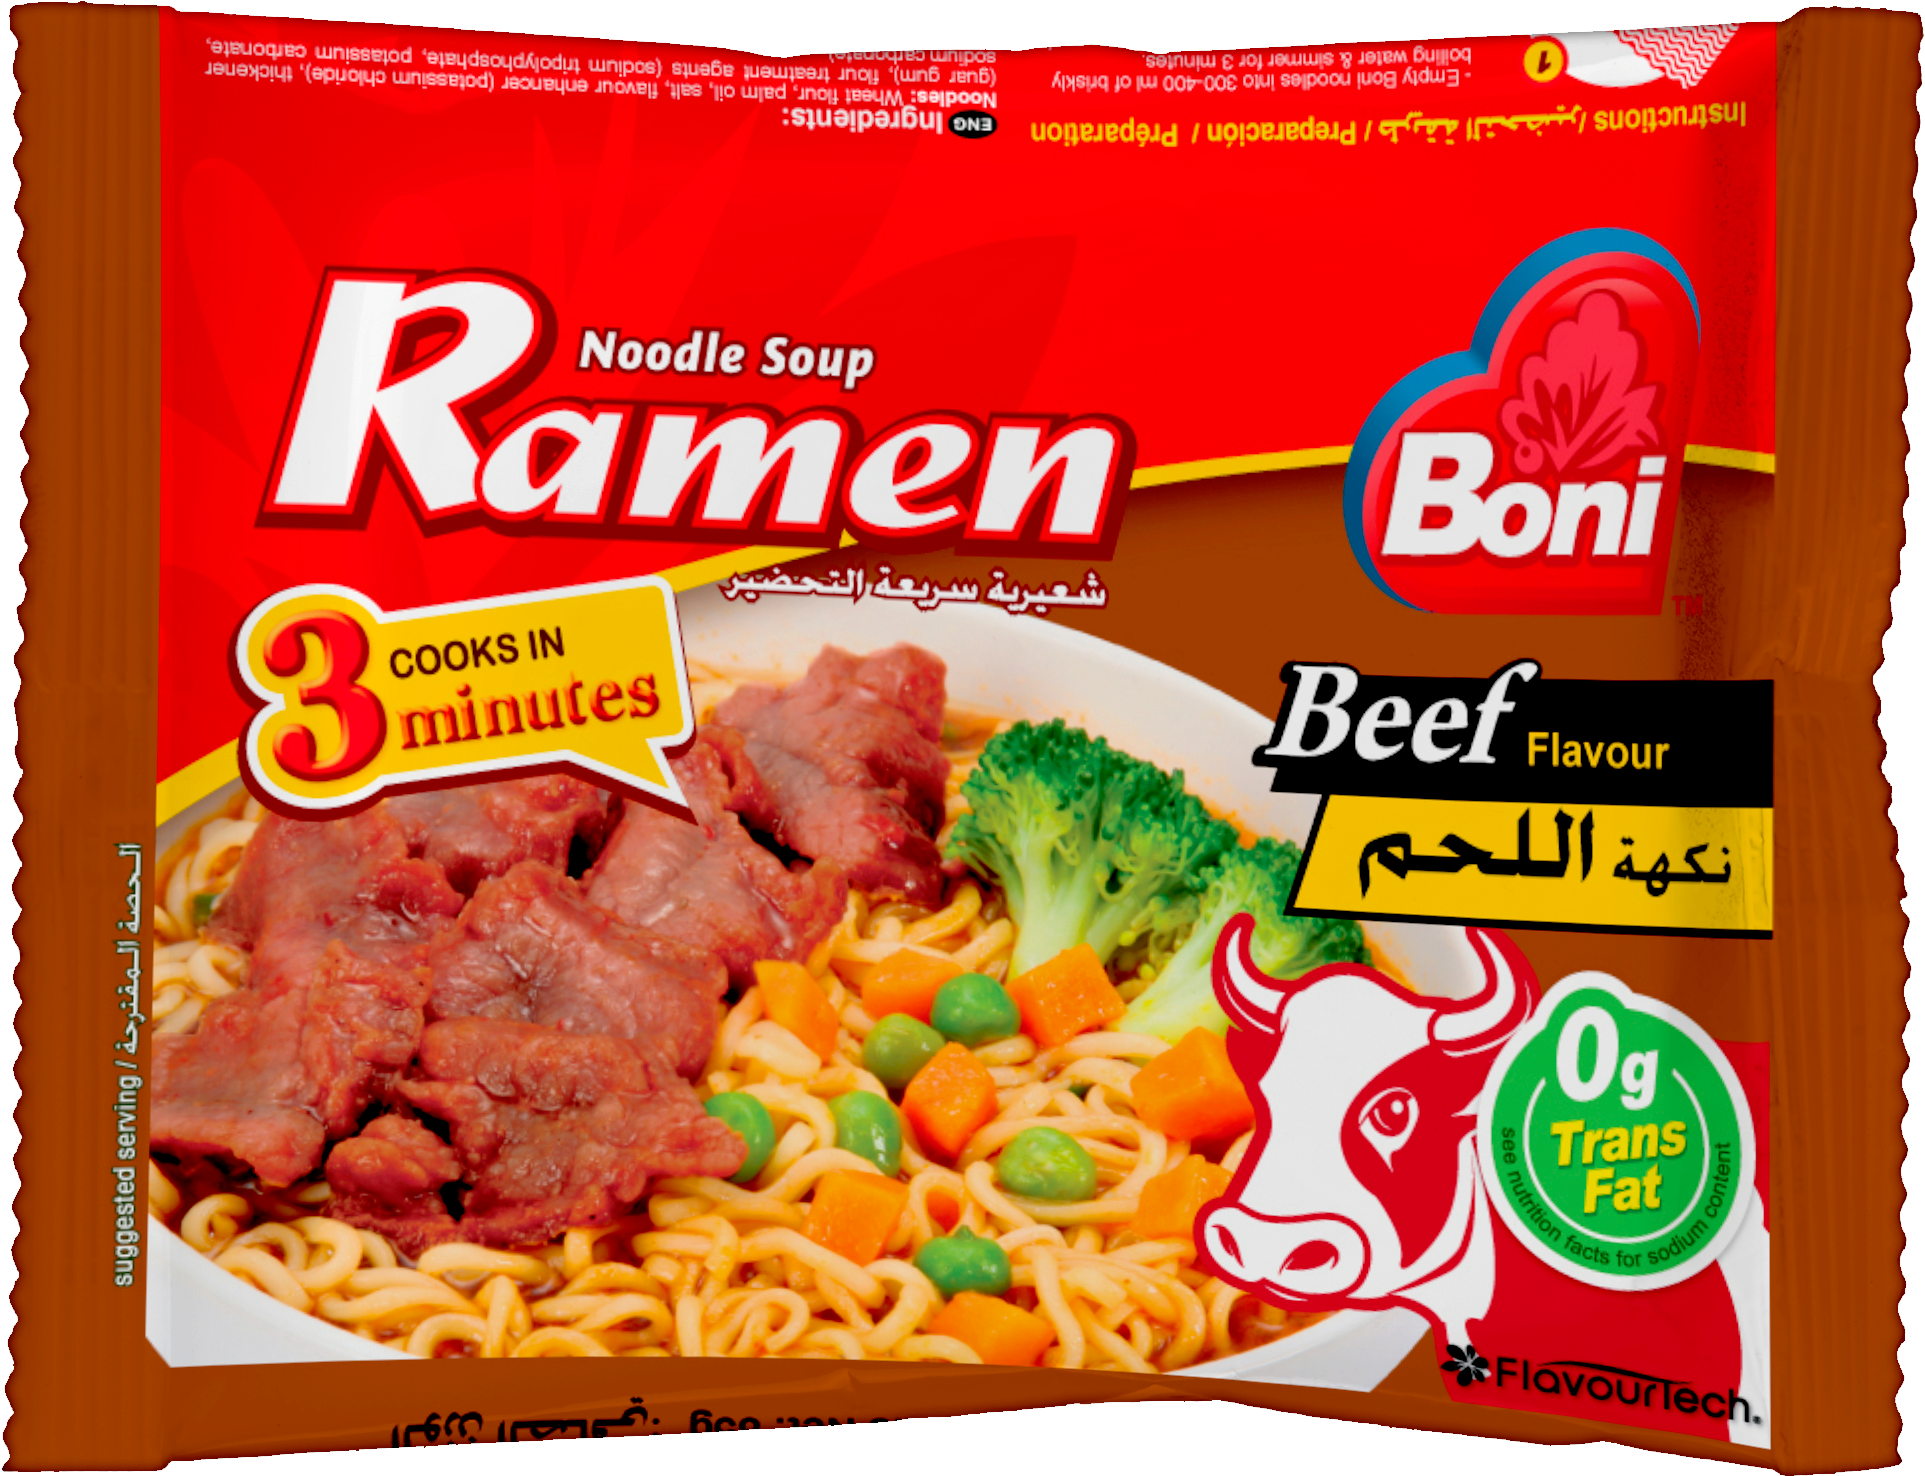 sodium carbonate)
(guar gum), flour treatment agents (sodium tripolyphosphate, potassium carbonate,
Noodles: Wheat flour, palm oil, salt, flavour enhancer (potassium chloride), thickener
ENG Ingredients:
boiling water & simmer for 3 minutes.
- Empty Boni noodles into 300-400 ml of briskly
1
Instructions / طريقة التحضير / Preparación / Préparation
Noodle Soup
Ramen
شعيرية سريعة التحضير
Boni
TM
3 COOKS IN
minutes
Beef Flavour
نكهة اللحم
0g
Trans
Fat
see nutrition facts for sodium content
FlavourTech.
suggested serving / الحصة المقترحة